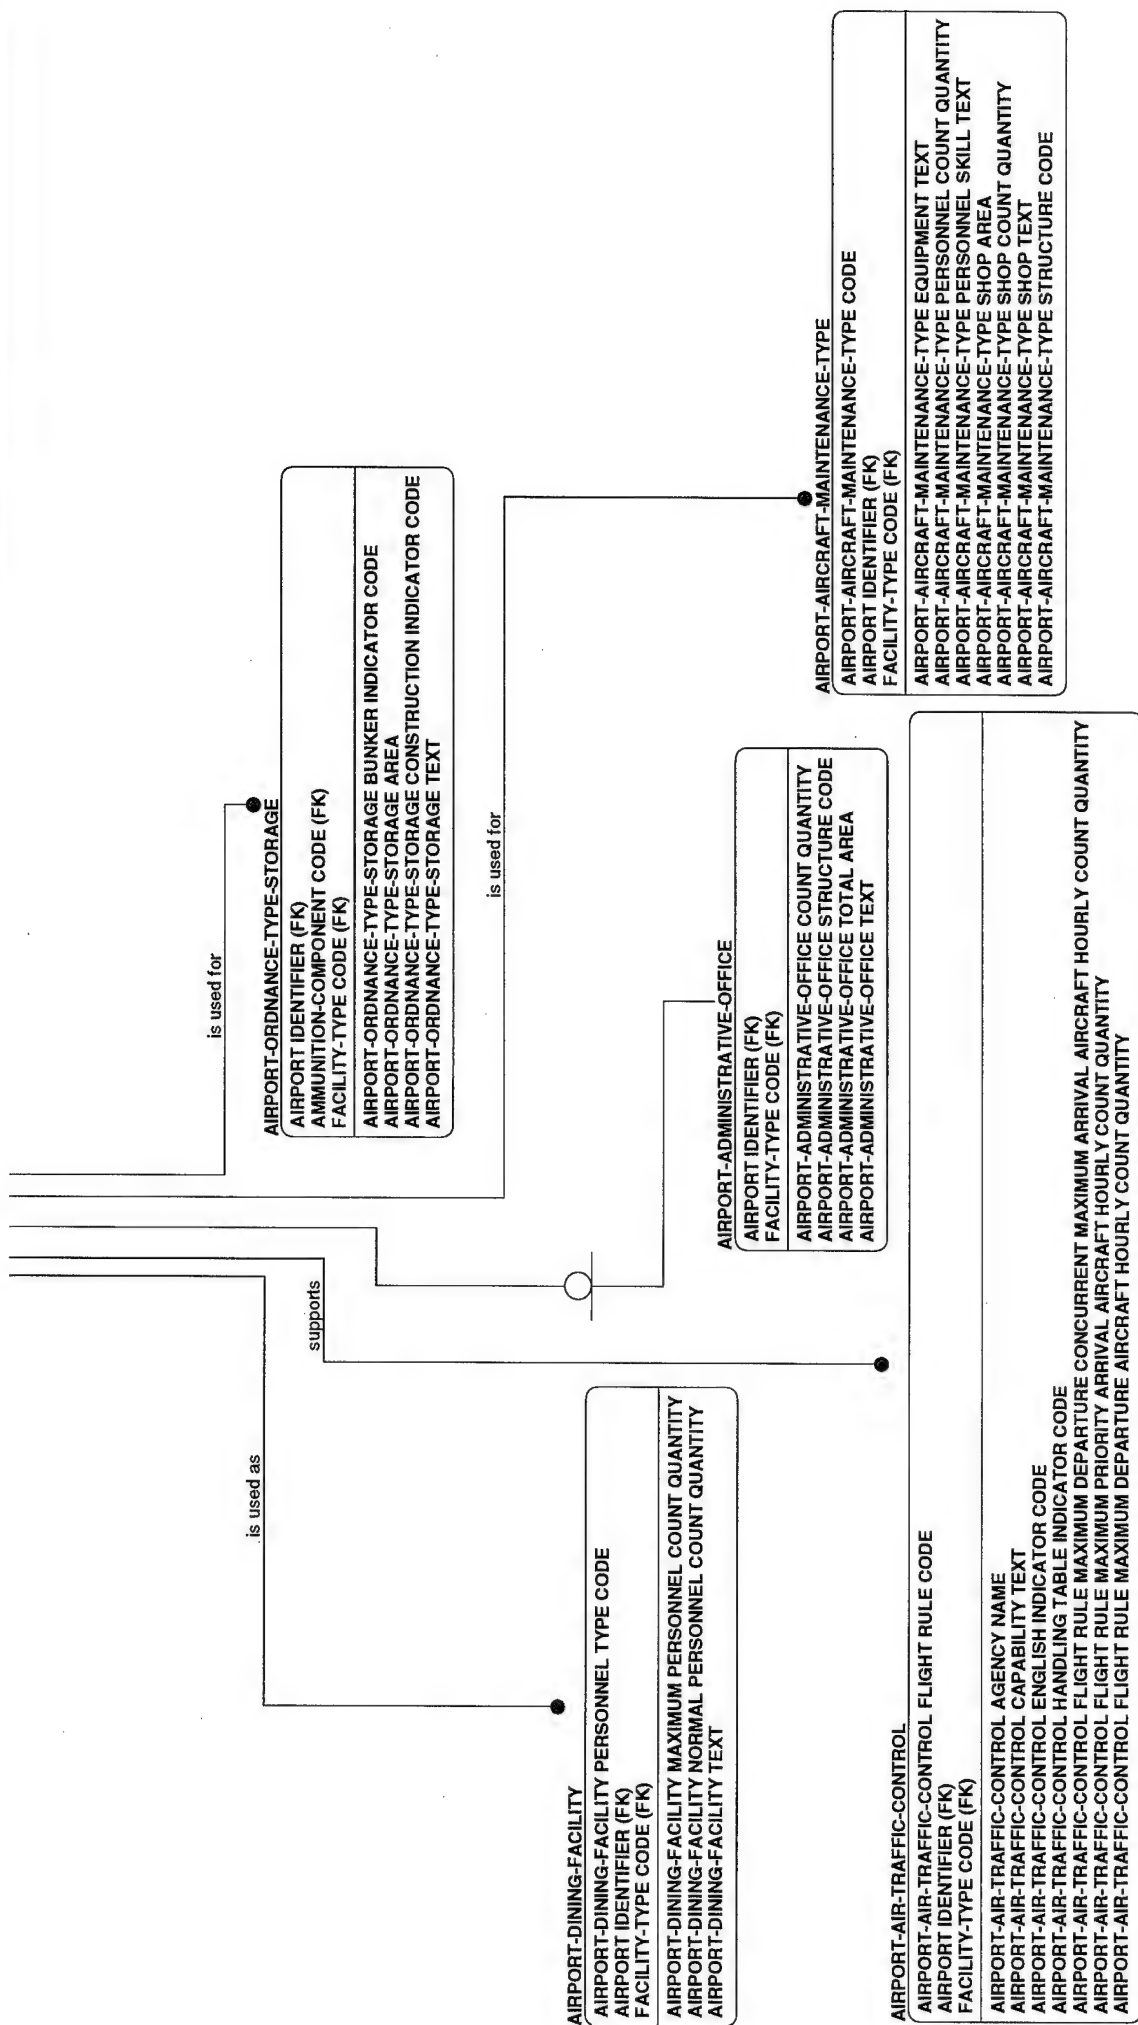 is used as
supports
is used for
is used for
AIRPORT-ORDNANCE-TYPE-STORAGE
AIRPORT IDENTIFIER (FK)
AMMUNITION-COMPONENT CODE (FK)
FACILITY-TYPE CODE (FK)
AIRPORT-ORDNANCE-TYPE-STORAGE BUNKER INDICATOR CODE
AIRPORT-ORDNANCE-TYPE-STORAGE AREA
AIRPORT-ORDNANCE-TYPE-STORAGE CONSTRUCTION INDICATOR CODE
AIRPORT-ORDNANCE-TYPE-STORAGE TEXT
AIRPORT-DINING-FACILITY
AIRPORT-DINING-FACILITY PERSONNEL TYPE CODE
AIRPORT IDENTIFIER (FK)
FACILITY-TYPE CODE (FK)
AIRPORT-DINING-FACILITY MAXIMUM PERSONNEL COUNT QUANTITY
AIRPORT-DINING-FACILITY NORMAL PERSONNEL COUNT QUANTITY
AIRPORT-DINING-FACILITY TEXT
AIRPORT-ADMINISTRATIVE-OFFICE
AIRPORT IDENTIFIER (FK)
FACILITY-TYPE CODE (FK)
AIRPORT-ADMINISTRATIVE-OFFICE COUNT QUANTITY
AIRPORT-ADMINISTRATIVE-OFFICE STRUCTURE CODE
AIRPORT-ADMINISTRATIVE-OFFICE TOTAL AREA
AIRPORT-ADMINISTRATIVE-OFFICE TEXT
AIRPORT-AIRCRAFT-MAINTENANCE-TYPE
AIRPORT-AIRCRAFT-MAINTENANCE-TYPE CODE
AIRPORT IDENTIFIER (FK)
FACILITY-TYPE CODE (FK)
AIRPORT-AIRCRAFT-MAINTENANCE-TYPE EQUIPMENT TEXT
AIRPORT-AIRCRAFT-MAINTENANCE-TYPE PERSONNEL COUNT QUANTITY
AIRPORT-AIRCRAFT-MAINTENANCE-TYPE PERSONNEL SKILL TEXT
AIRPORT-AIRCRAFT-MAINTENANCE-TYPE SHOP AREA
AIRPORT-AIRCRAFT-MAINTENANCE-TYPE SHOP COUNT QUANTITY
AIRPORT-AIRCRAFT-MAINTENANCE-TYPE SHOP TEXT
AIRPORT-AIRCRAFT-MAINTENANCE-TYPE STRUCTURE CODE
AIRPORT-AIR-TRAFFIC-CONTROL
AIRPORT-AIR-TRAFFIC-CONTROL FLIGHT RULE CODE
AIRPORT IDENTIFIER (FK)
FACILITY-TYPE CODE (FK)
AIRPORT-AIR-TRAFFIC-CONTROL AGENCY NAME
AIRPORT-AIR-TRAFFIC-CONTROL CAPABILITY TEXT
AIRPORT-AIR-TRAFFIC-CONTROL ENGLISH INDICATOR CODE
AIRPORT-AIR-TRAFFIC-CONTROL HANDLING TABLE INDICATOR CODE
AIRPORT-AIR-TRAFFIC-CONTROL FLIGHT RULE MAXIMUM DEPARTURE CONCURRENT MAXIMUM ARRIVAL AIRCRAFT HOURLY COUNT QUANTITY
AIRPORT-AIR-TRAFFIC-CONTROL FLIGHT RULE MAXIMUM PRIORITY ARRIVAL AIRCRAFT HOURLY COUNT QUANTITY
AIRPORT-AIR-TRAFFIC-CONTROL FLIGHT RULE MAXIMUM DEPARTURE AIRCRAFT HOURLY COUNT QUANTITY